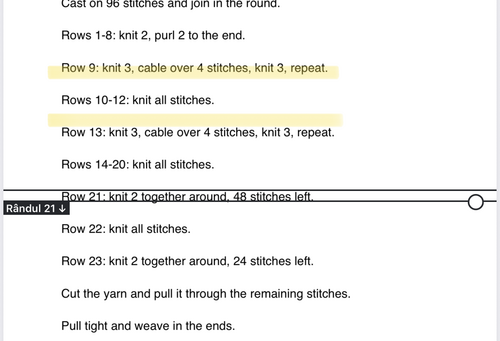 Cast on 96 stitches and join in the round.
Rows 1-8: knit 2, purl 2 to the end.
Row 9: knit 3, cable over 4 stitches, knit 3, repeat.
Rows 10-12: knit all stitches.
Row 13: knit 3, cable over 4 stitches, knit 3, repeat.
Rows 14-20: knit all stitches.
Row 21: knit 2 together around, 48 stitches left.
Rândul 21 ↓
Row 22: knit all stitches.
Row 23: knit 2 together around, 24 stitches left.
Cut the yarn and pull it through the remaining stitches.
Pull tight and weave in the ends.